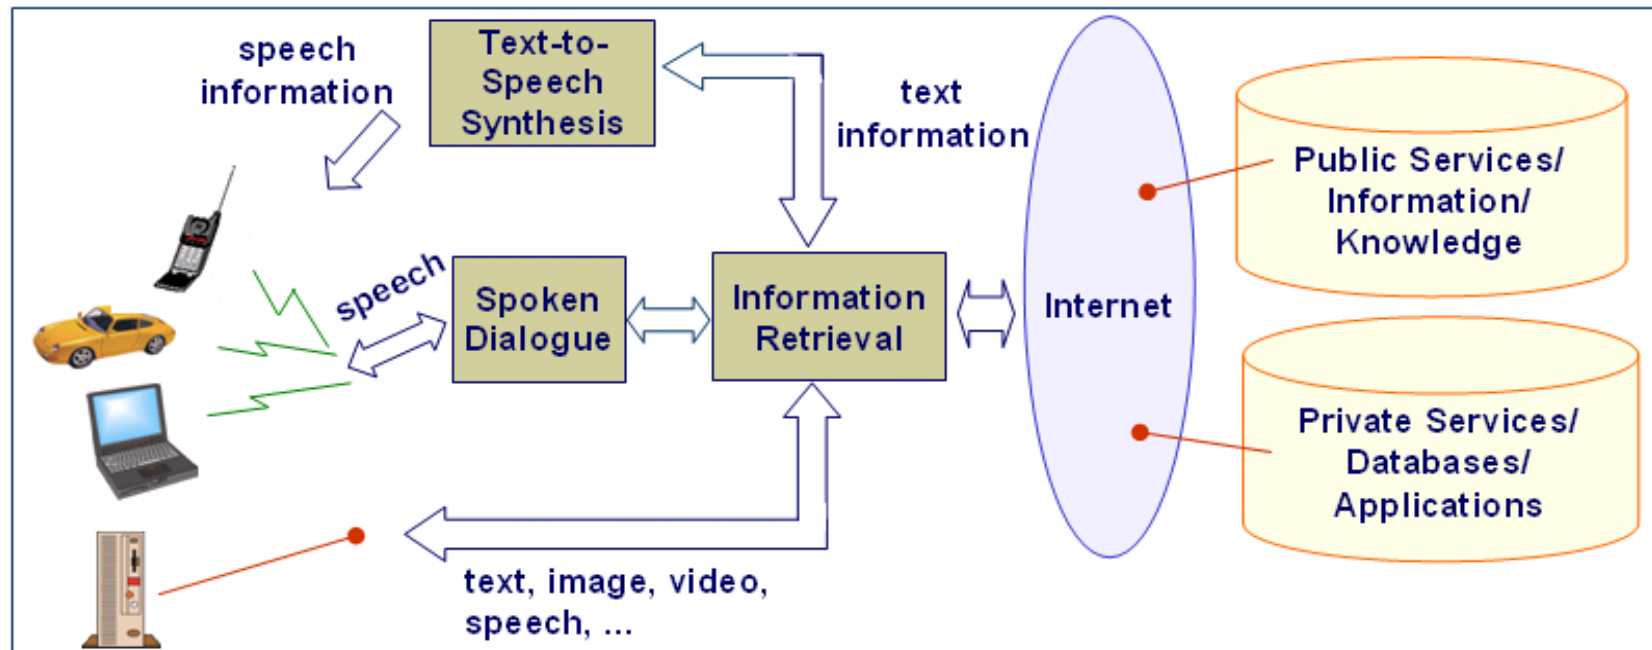 speech
information
Text-to-
Speech
Synthesis
text
information
speech
Spoken
Dialogue
Information
Retrieval
Internet
Public Services/
Information/
Knowledge
Private Services/
Databases/
Applications
text, image, video,
speech, ...